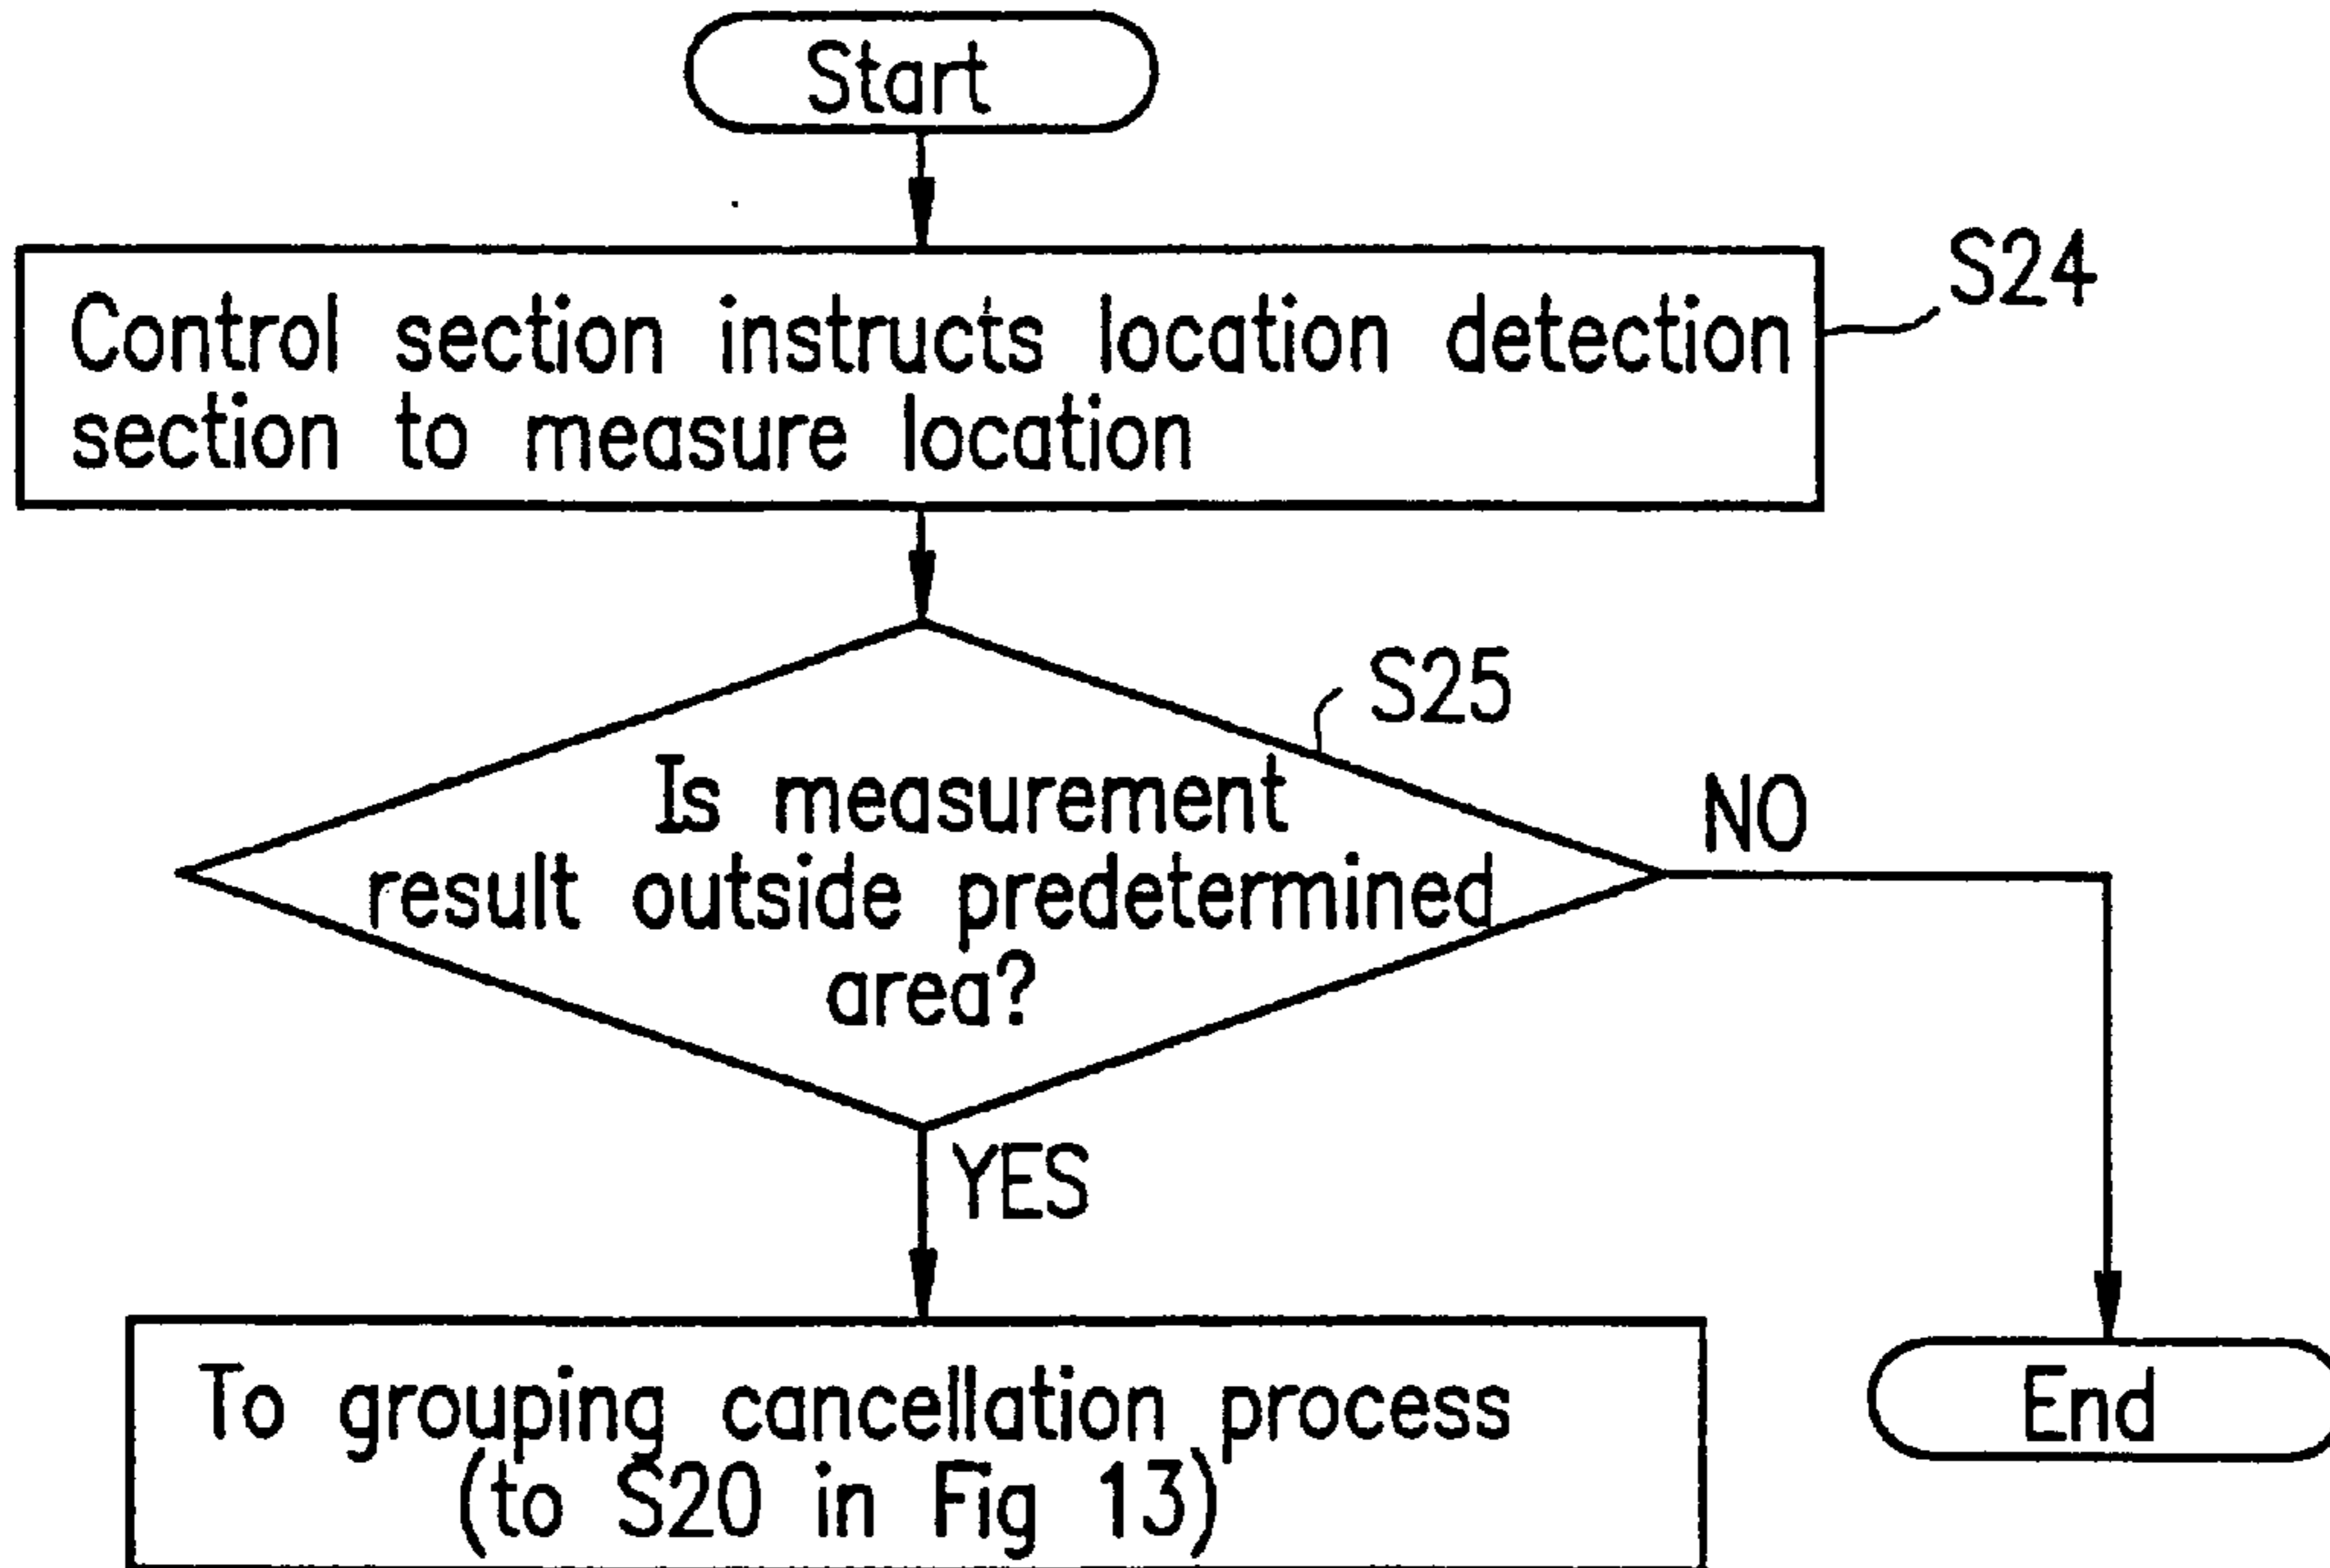 Start
Control section instructs location detection
section to measure location
S24
Is measurement
result outside predetermined
area?
S25
NO
YES
To grouping cancellation process
(to S20 in Fig 13)
End